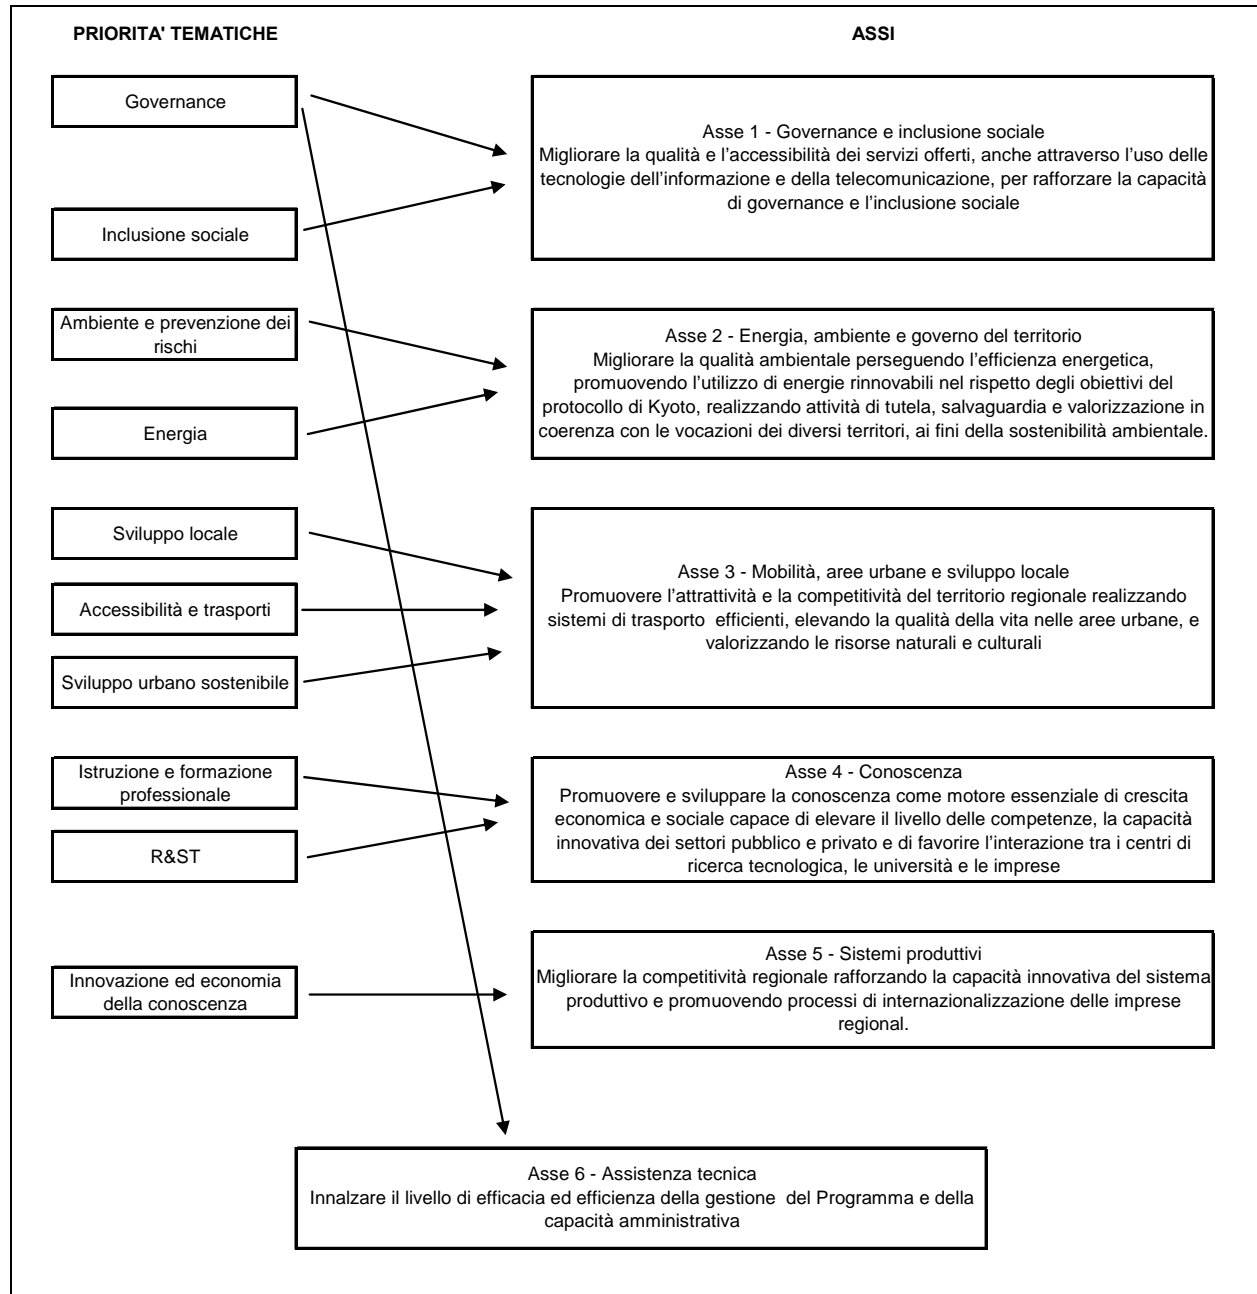 PRIORITA' TEMATICHE
ASSI
Governance
Asse 1 - Governance e inclusione sociale
Migliorare la qualità e l’accessibilità dei servizi offerti, anche attraverso l’uso delle
tecnologie dell’informazione e della telecomunicazione, per rafforzare la capacità
di governance e l’inclusione sociale
Inclusione sociale
Ambiente e prevenzione dei
rischi
Asse 2 - Energia, ambiente e governo del territorio
Migliorare la qualità ambientale perseguendo l’efficienza energetica,
promuovendo l’utilizzo di energie rinnovabili nel rispetto degli obiettivi del
protocollo di Kyoto, realizzando attività di tutela, salvaguardia e valorizzazione in
coerenza con le vocazioni dei diversi territori, ai fini della sostenibilità ambientale.
Energia
Sviluppo locale
Accessibilità e trasporti
Sviluppo urbano sostenibile
Asse 3 - Mobilità, aree urbane e sviluppo locale
Promuovere l’attrattività e la competitività del territorio regionale realizzando
sistemi di trasporto efficienti, elevando la qualità della vita nelle aree urbane, e
valorizzando le risorse naturali e culturali
Istruzione e formazione
professionale
R&ST
Asse 4 - Conoscenza
Promuovere e sviluppare la conoscenza come motore essenziale di crescita
economica e sociale capace di elevare il livello delle competenze, la capacità
innovativa dei settori pubblico e privato e di favorire l’interazione tra i centri di
ricerca tecnologica, le università e le imprese
Innovazione ed economia
della conoscenza
Asse 5 - Sistemi produttivi
Migliorare la competitività regionale rafforzando la capacità innovativa del sistema
produttivo e promuovendo processi di internazionalizzazione delle imprese
regional.
Asse 6 - Assistenza tecnica
Innalzare il livello di efficacia ed efficienza della gestione del Programma e della
capacità amministrativa